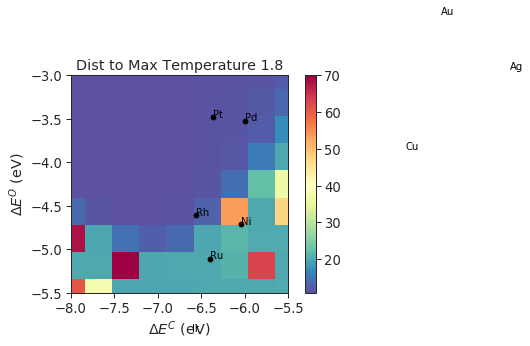 Au
Ag
Dist to Max Temperature 1.8
−3.0
−3.5
−4.0
−4.5
−5.0
−5.5
ΔE^O (eV)
Pt
Pd
Rh
Ni
Ru
Cu
70
60
50
40
30
20
−8.0 −7.5 −7.0 −6.5 −6.0 −5.5
ΔE^C (eV)
Ir